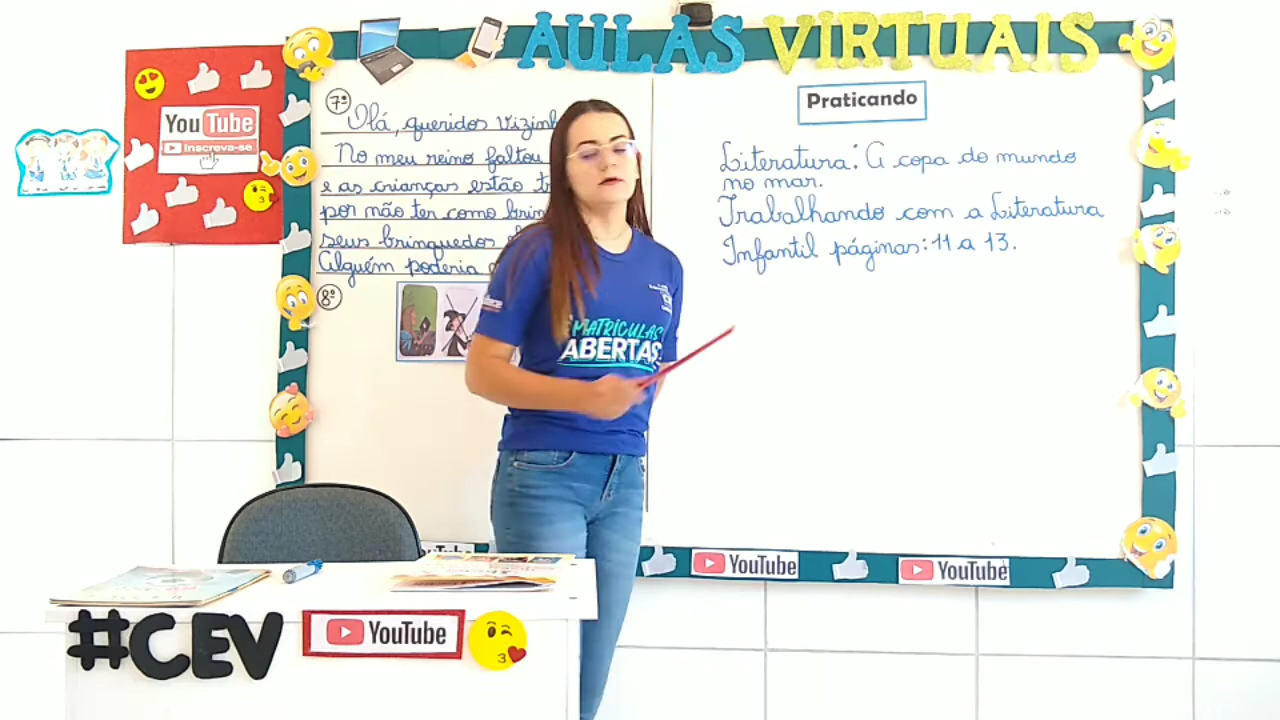 AULAS VIRTUAIS
You Tube
Inscreva-se
7º
Olá, queridos
No meu reino faltou
e as crianças estão
por não ter como
seus brinquedos
Alguém poderia
8º
Praticando
Literatura: A copa do mundo
no mar.
Trabalhando com a Literatura
Infantil páginas: 11 a 13.
MATRÍCULAS
ABERTAS
YouTube
YouTube
#CEV
YouTube